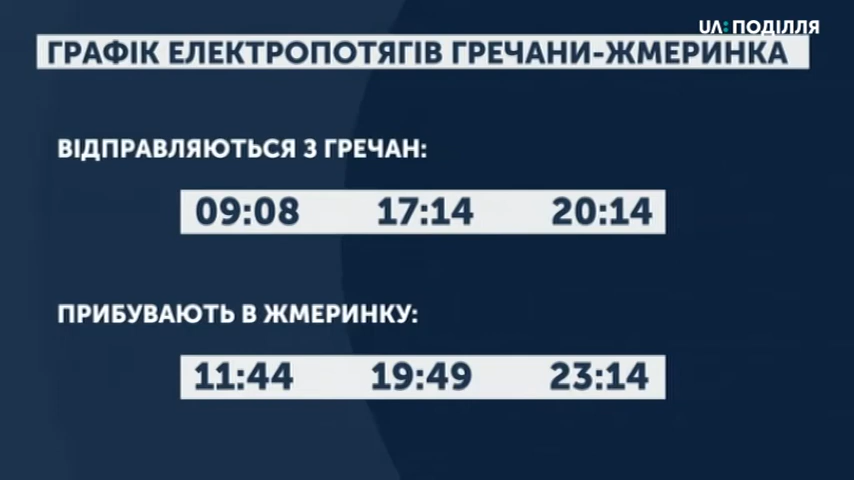 UA: ПОДІЛЛЯ
ГРАФІК ЕЛЕКТРОПОТЯГІВ ГРЕЧАНИ-ЖМЕРИНКА
ВІДПРАВЛЯЮТЬСЯ З ГРЕЧАН:
09:08 17:14 20:14
ПРИБУВАЮТЬ В ЖМЕРИНКУ:
11:44 19:49 23:14